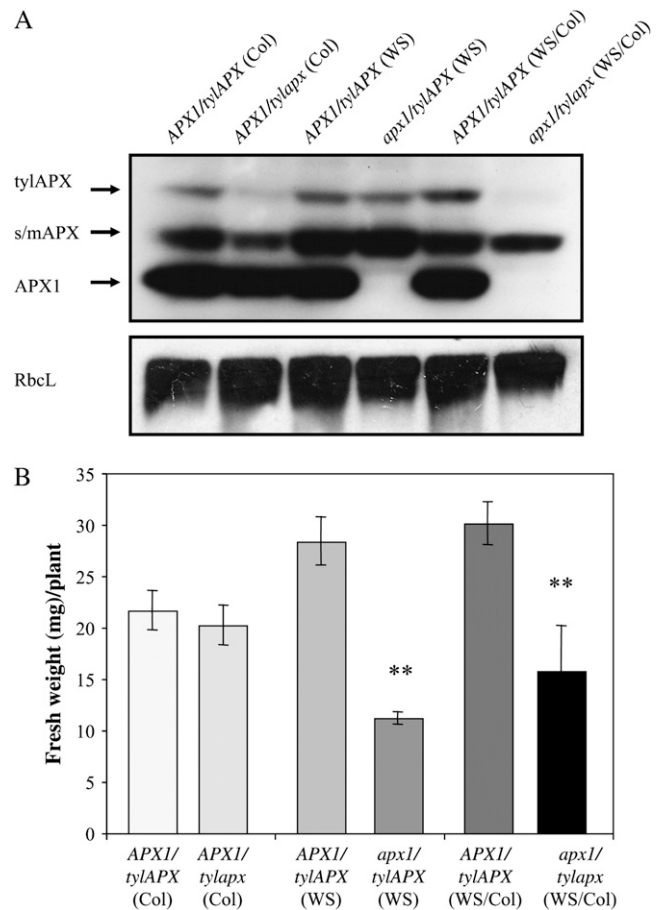 A
APX1/tylAPX (Col)
APX1/tylapx (Col)
APX1/tylAPX (WS)
apx1/tylAPX (WS)
APX1/tylAPX (WS/Col)
apx1/tylapx (WS/Col)
tylAPX
s/mAPX
APX1
RbcL
B
Fresh weight (mg)/plant
35
30
25
20
15
10
5
0
**
**
APX1/
tylAPX
(Col)
APX1/
tylapx
(Col)
APX1/
tylAPX
(WS)
apx1/
tylAPX
(WS)
APX1/
tylAPX
(WS/Col)
apx1/
tylapx
(WS/Col)